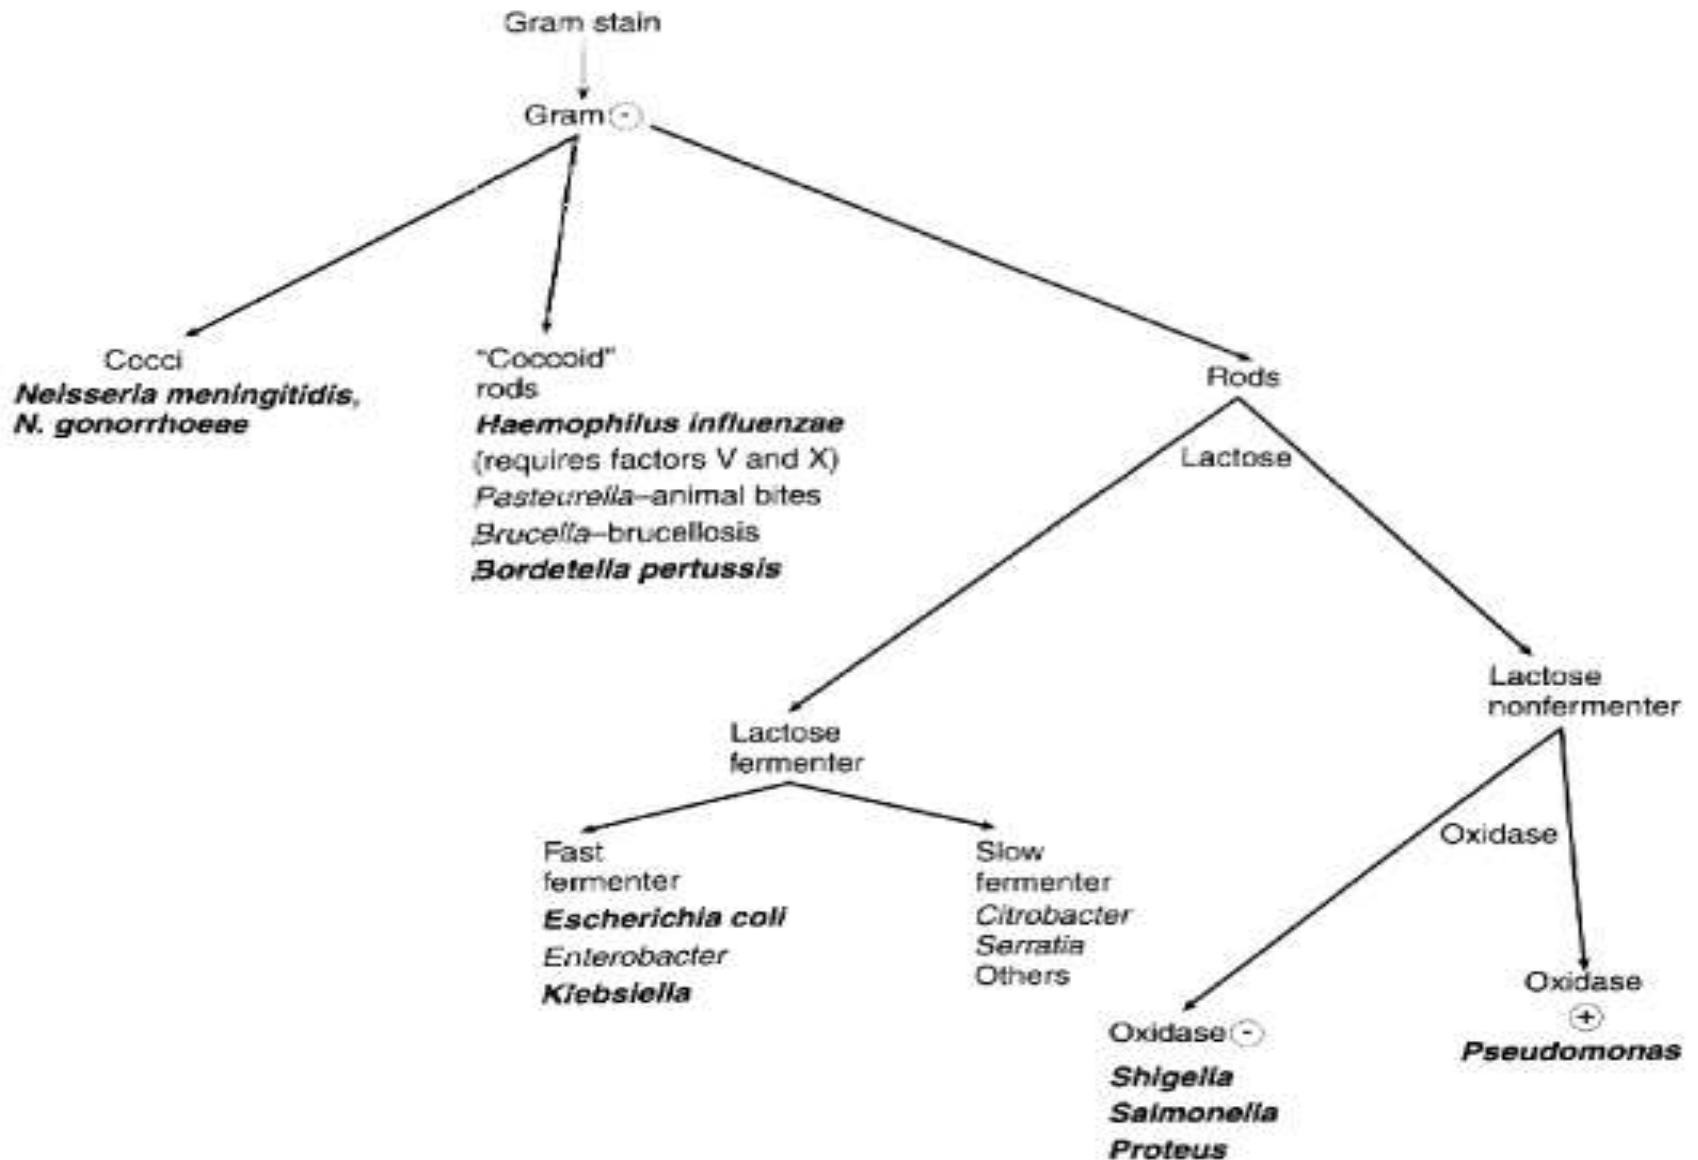 Gram stain
Gram -
Cocci
Neisseria meningitidis,
N. gonorrhoeae
"Coccoid"
rods
Haemophilus influenzae
(requires factors V and X)
Pasteurella–animal bites
Brucella–brucellosis
Bordetella pertussis
Rods
Lactose
Lactose
fermenter
Fast
fermenter
Escherichia coli
Enterobacter
Klebsiella
Slow
fermenter
Citrobacter
Serratia
Others
Lactose
nonfermenter
Oxidase
Oxidase -
Shigella
Salmonella
Proteus
Oxidase
+
Pseudomonas